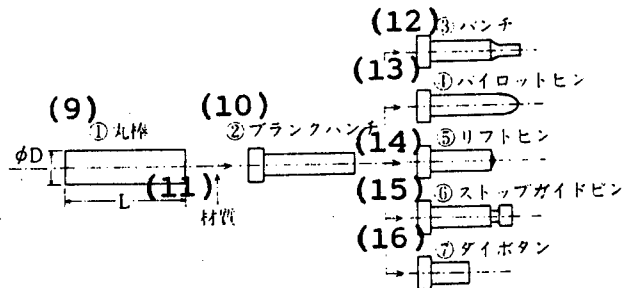 (12) ③パンチ
(13)
④パイロットピン
(9) (10)
①丸棒 ②ブランクパンチ
(14) ⑤リフトピン
φD
(11)
L
材質
(15) ⑥ストップガイドピン
(16)
⑦ダイボタン